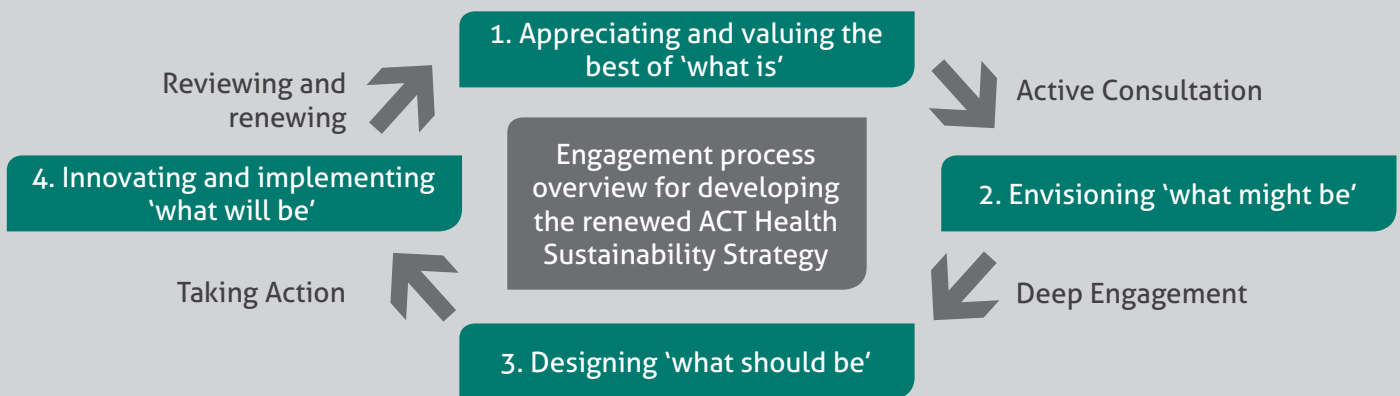 1. Appreciating and valuing the
best of ‘what is’
Reviewing and
renewing
Active Consultation
Engagement process
overview for developing
the renewed ACT Health
Sustainability Strategy
4. Innovating and implementing
‘what will be’
2. Envisioning ‘what might be’
Taking Action
Deep Engagement
3. Designing ‘what should be’